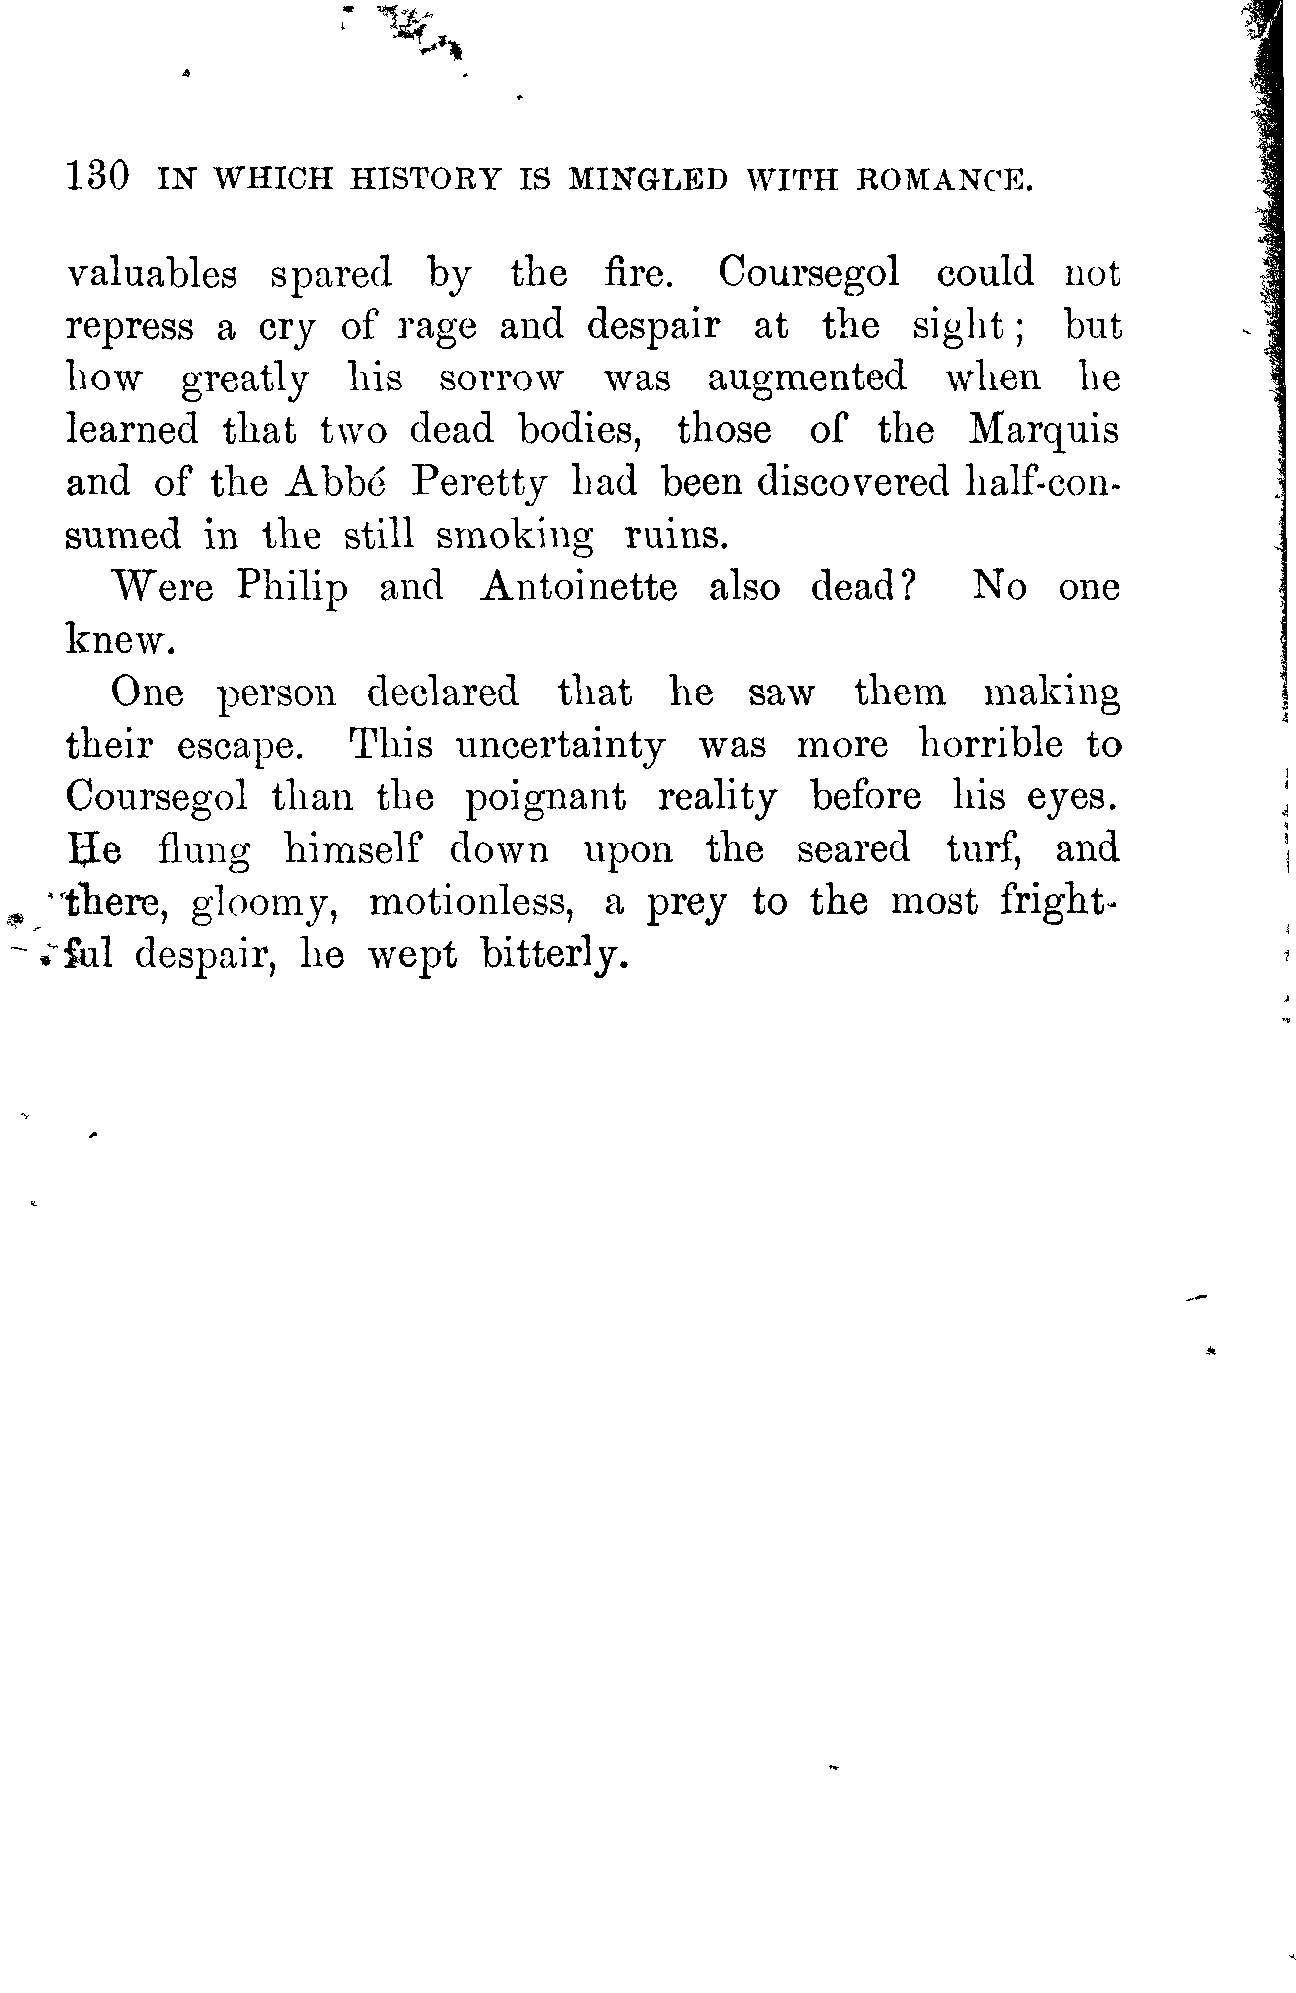 130 IN WHICH HISTORY IS MINGLED WITH ROMANCE.
valuables spared by the fire. Coursegol could not
repress a cry of rage and despair at the sight; but
how greatly his sorrow was augmented when he
learned that two dead bodies, those of the Marquis
and of the Abbé Peretty had been discovered half-con-
sumed in the still smoking ruins.
Were Philip and Antoinette also dead? No one
knew.
One person declared that he saw them making
their escape. This uncertainty was more horrible to
Coursegol than the poignant reality before his eyes.
He flung himself down upon the seared turf, and
there, gloomy, motionless, a prey to the most fright-
ful despair, he wept bitterly.